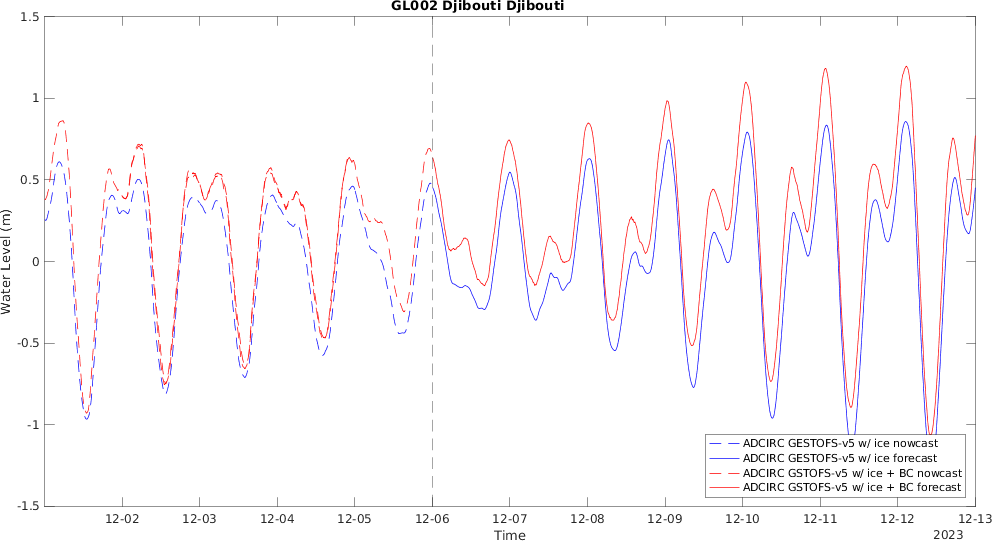 GL002 Djibouti Djibouti
1.5
1
0.5
0
-0.5
-1
-1.5
Water Level (m)
ADCIRC GESTOFS-v5 w/ ice nowcast
ADCIRC GESTOFS-v5 w/ ice forecast
ADCIRC GSTOFS-v5 w/ ice + BC nowcast
ADCIRC GSTOFS-v5 w/ ice + BC forecast
12-02 12-03 12-04 12-05 12-06 12-07 12-08 12-09 12-10 12-11 12-12 12-13
Time
2023